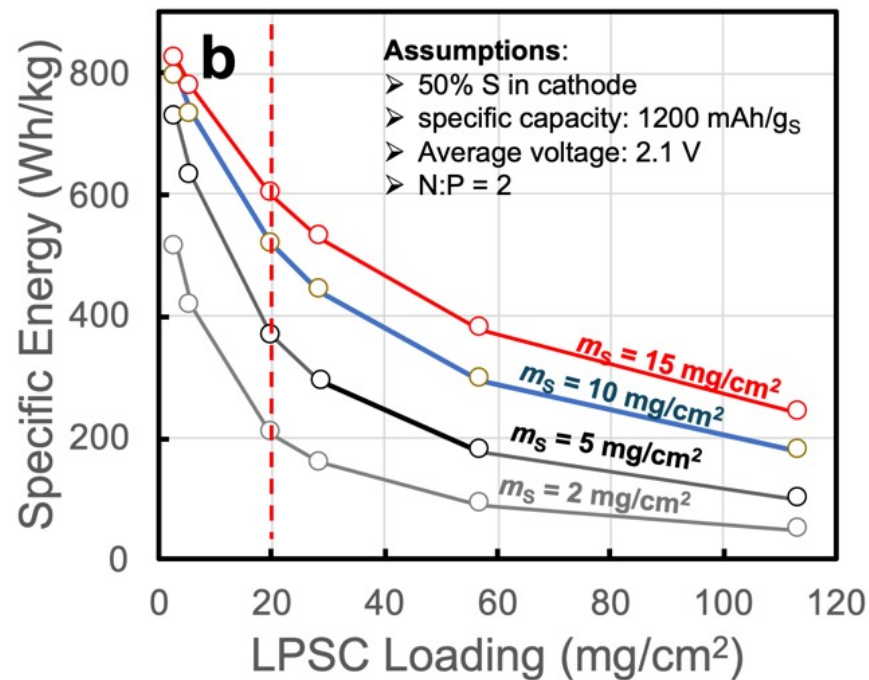 b
Assumptions:
➢ 50% S in cathode
➢ specific capacity: 1200 mAh/gS
➢ Average voltage: 2.1 V
➢ N:P = 2
Specific Energy (Wh/kg)
800
600
400
200
0
mS = 15 mg/cm²
mS = 10 mg/cm²
mS = 5 mg/cm²
mS = 2 mg/cm²
0 20 40 60 80 100 120
LPSC Loading (mg/cm²)